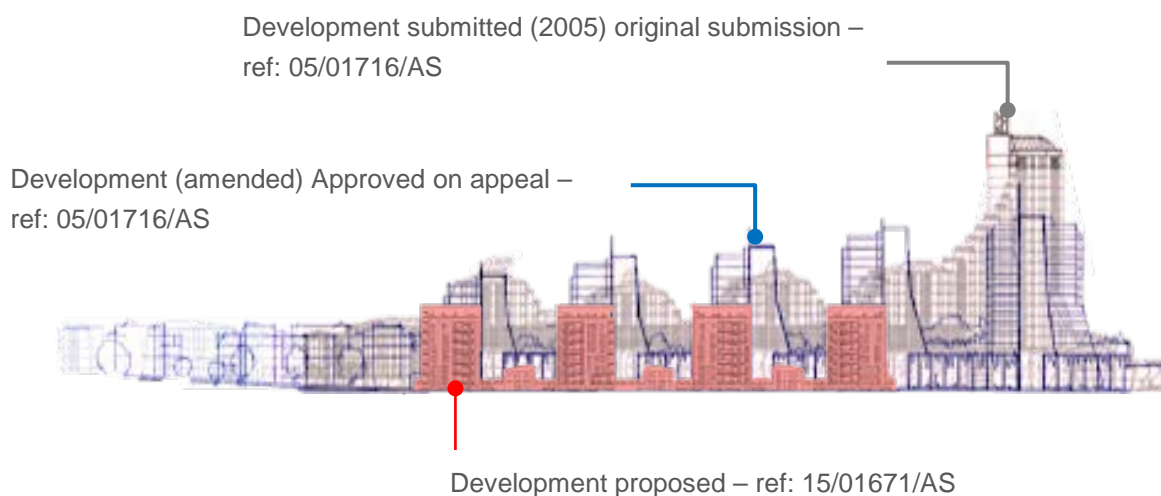 Development submitted (2005) original submission –
ref: 05/01716/AS
Development (amended) Approved on appeal –
ref: 05/01716/AS
Development proposed – ref: 15/01671/AS